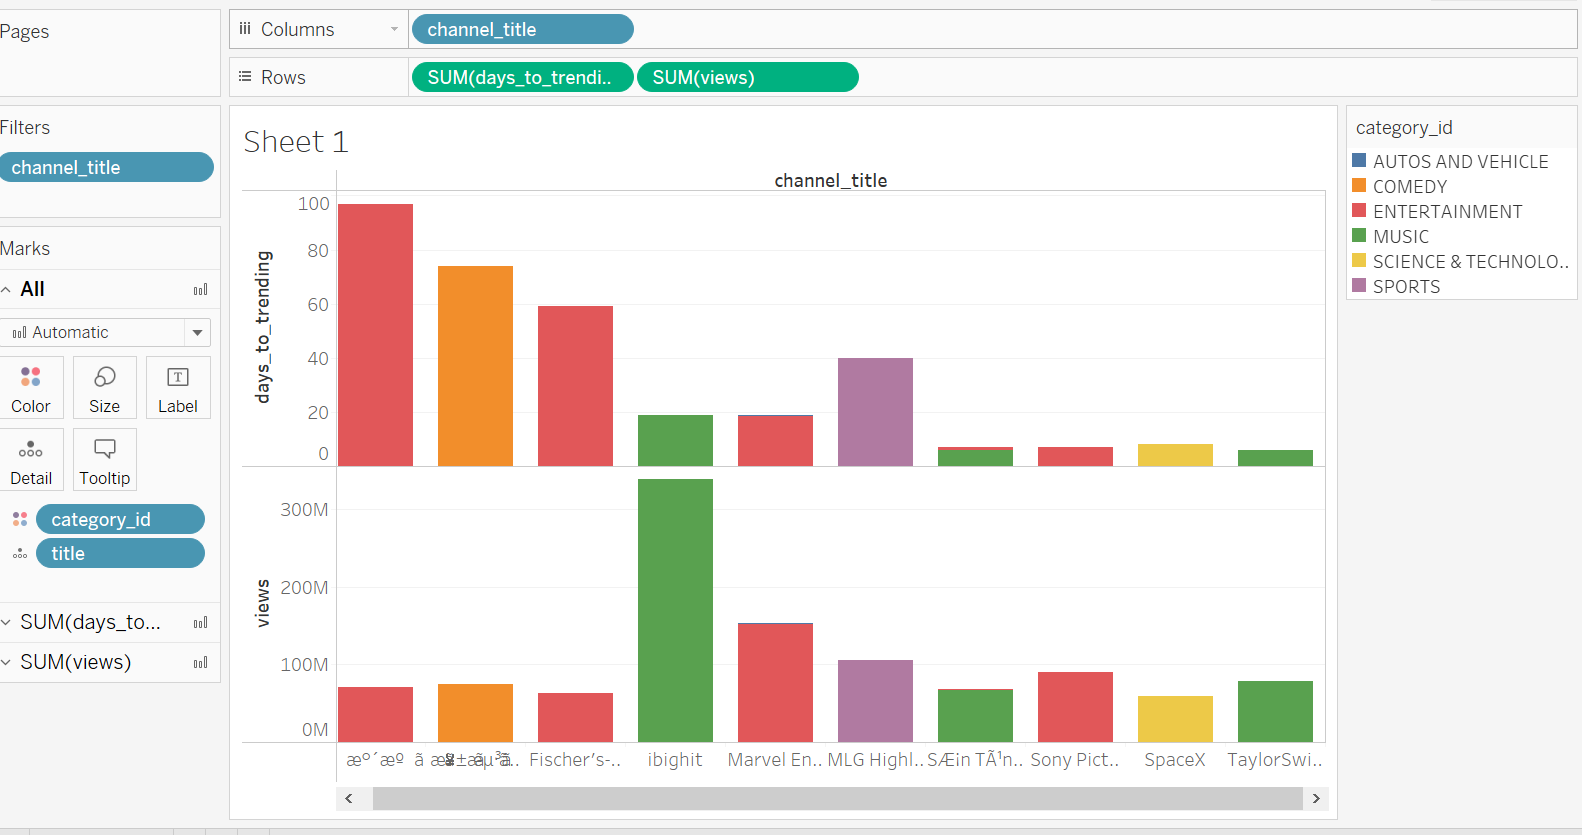 Pages
Columns
channel_title
Rows
SUM(days_to_trendi..
SUM(views)
Filters
channel_title
Marks
All
Automatic
Color
Size
Label
Detail
Tooltip
category_id
title
SUM(days_to...
SUM(views)
Sheet 1
channel_title
days_to_trending
100
80
60
40
20
0
views
300M
200M
100M
0M
Fischer's-..
ibighit
Marvel En..
MLG Highl..
SÆin TÃ¹n..
Sony Pict..
SpaceX
TaylorSwi..
category_id
AUTOS AND VEHICLE
COMEDY
ENTERTAINMENT
MUSIC
SCIENCE & TECHNOLO..
SPORTS